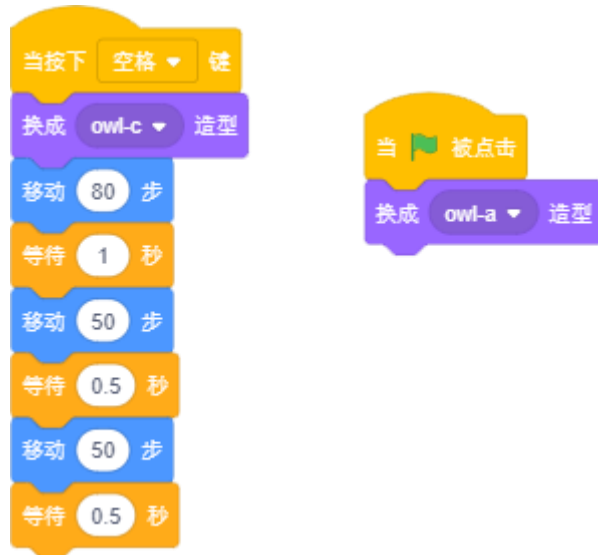 当按下 空格 键
换成 owl-c 造型
移动 80 步
等待 1 秒
移动 50 步
等待 0.5 秒
移动 50 步
等待 0.5 秒
当 被点击
换成 owl-a 造型